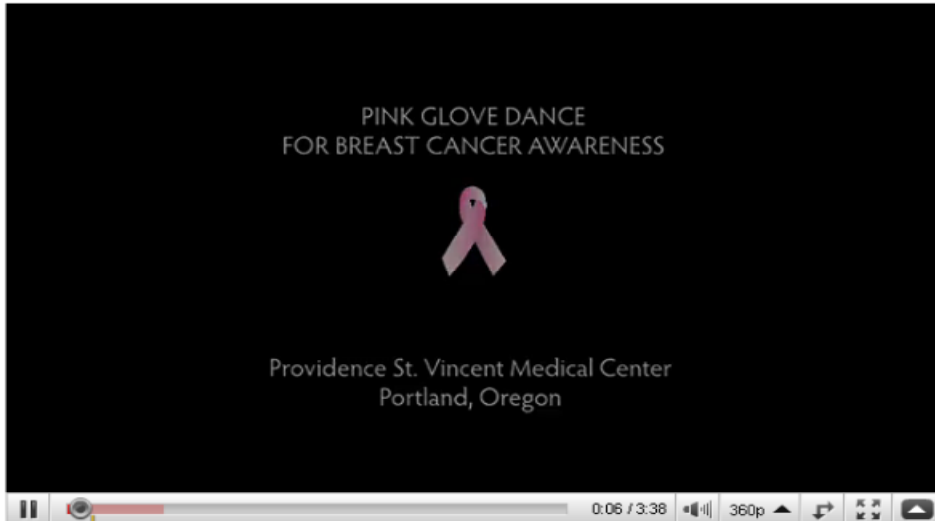 PINK GLOVE DANCE
FOR BREAST CANCER AWARENESS
Providence St. Vincent Medical Center
Portland, Oregon
0:06 / 3:38 360p